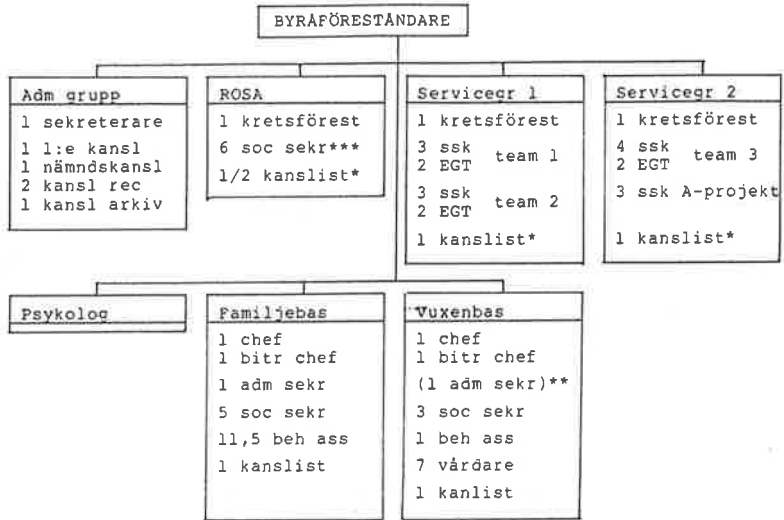 BYRÅFÖRESTÅNDARE
Adm grupp
1 sekreterare
1 1:e kansl
1 nämndskansl
2 kansl rec
1 kansl arkiv
ROSA
1 kretsförest
6 soc sekr***
1/2 kanslist*
Servicegr 1
1 kretsförest
3 ssk
2 EGT
team 1
3 ssk
2 EGT
team 2
1 kanslist*
Servicegr 2
1 kretsförest
4 ssk
2 EGT
team 3
3 ssk A-projekt
1 kanslist*
Psykolog
Familjebas
1 chef
1 bitr chef
1 adm sekr
5 soc sekr
11,5 beh ass
1 kanslist
Vuxenbas
1 chef
1 bitr chef
(1 adm sekr)**
3 soc sekr
1 beh ass
7 vårdare
1 kanlist